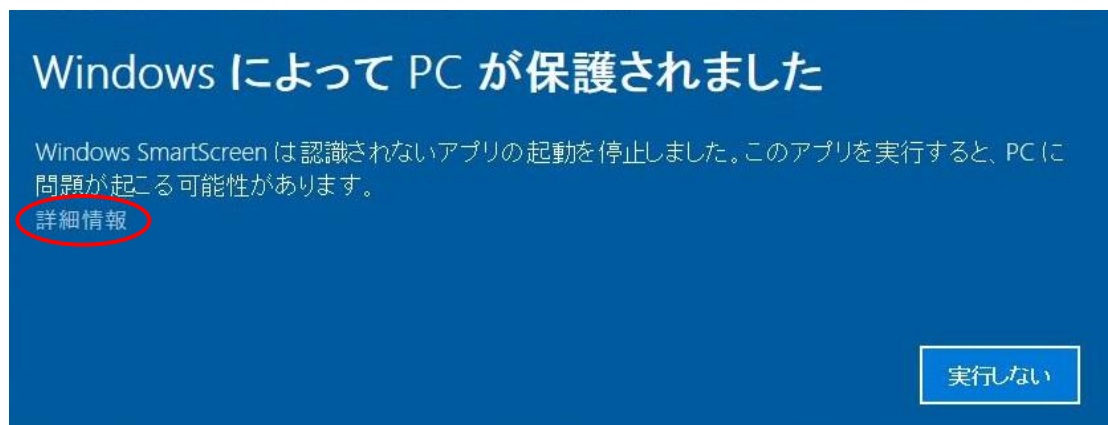 Windows によって PC が保護されました
Windows SmartScreen は認識されないアプリの起動を停止しました。このアプリを実行すると、PC に
問題が起こる可能性があります。
詳細情報
実行しない